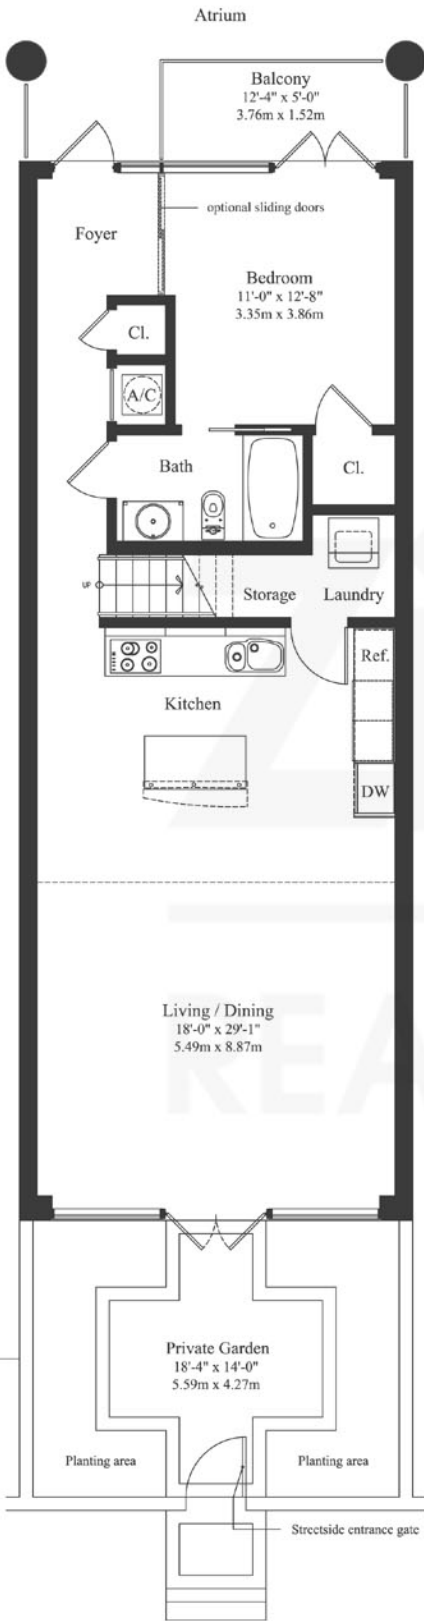 Atrium
Balcony
12'-4" x 5'-0"
3.76m x 1.52m
optional sliding doors
Foyer
Bedroom
11'-0" x 12'-8"
3.35m x 3.86m
Cl.
A/C
Bath
Cl.
UP
Storage
Laundry
Ref.
Kitchen
DW
Living / Dining
18'-0" x 29'-1"
5.49m x 8.87m
REA
Private Garden
18'-4" x 14'-0"
5.59m x 4.27m
Planting area
Planting area
Streetside entrance gate